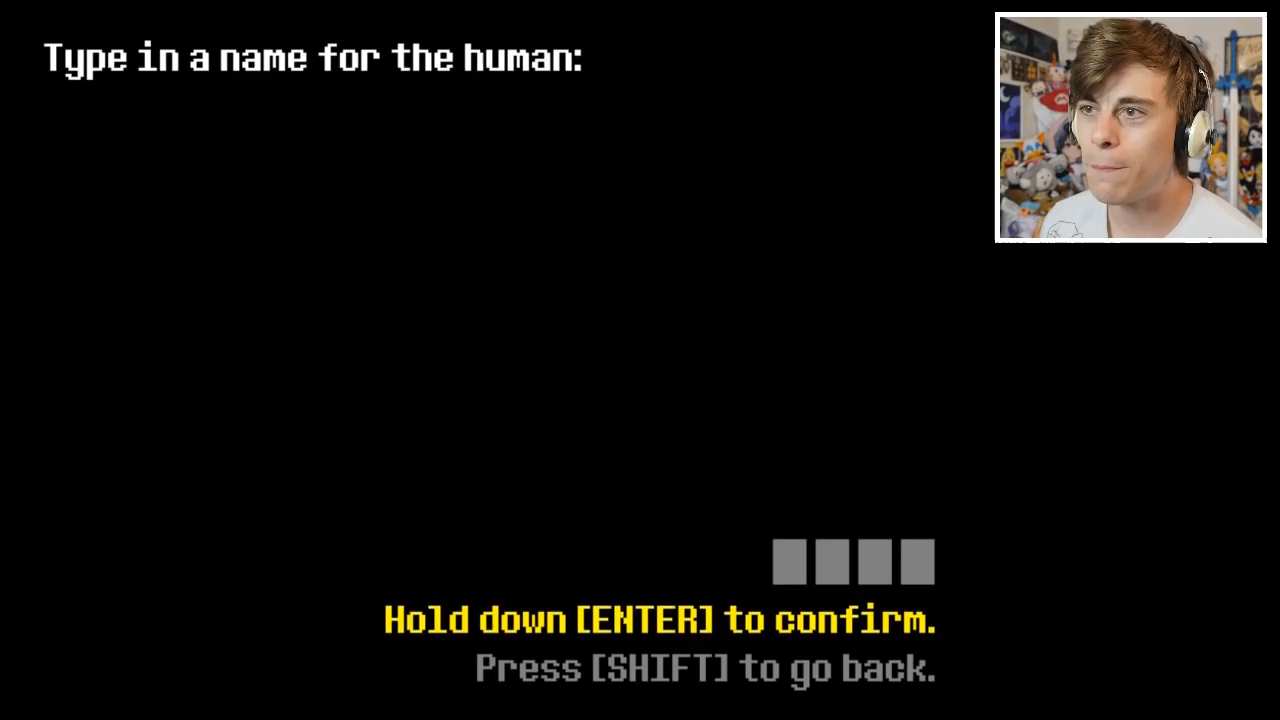 Type in a name for the human:
Hold down [ENTER] to confirm.
Press [SHIFT] to go back.